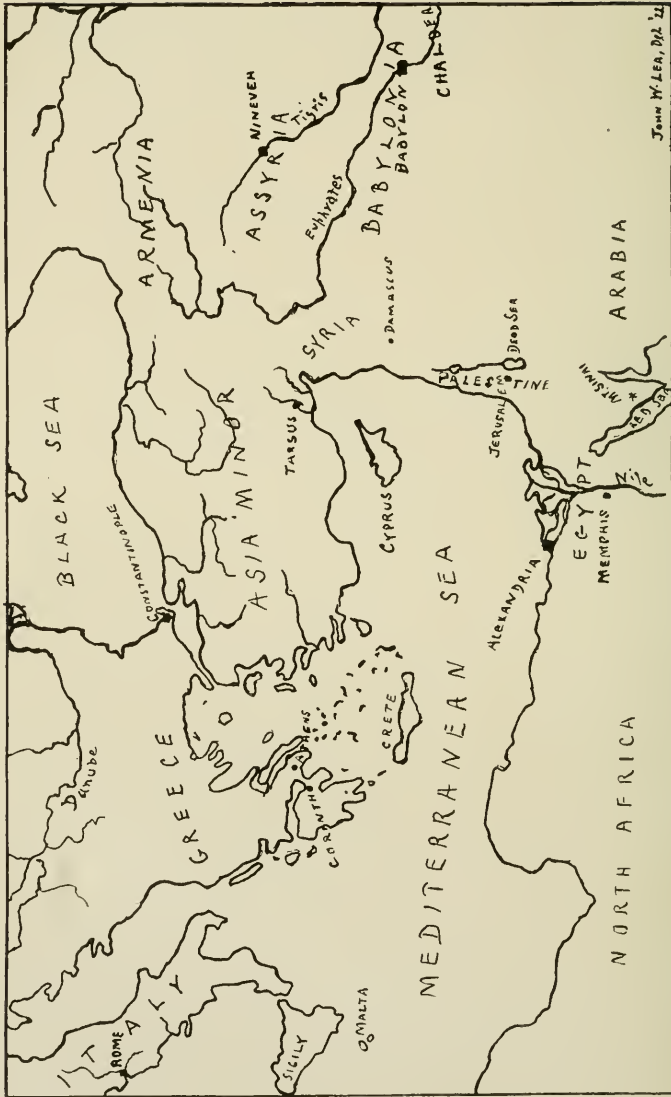 BLACK SEA
ARMENIA
NINEVEH
Tigris
ASSYRIA
Euphrates
BABYLONIA
BABYLON
CHALDEA
Danube
CONSTANTINOPLE
GREECE
ASIA MINOR
TARSUS
SYRIA
Damascus
ITALY
ROME
ATHENS
CORINTH
CRETE
CYPRUS
SICILY
MALTA
MEDITERRANEAN SEA
PALESTINE
DEAD SEA
JERUSALEM
ALEXANDRIA
EGYPT
MEMPHIS
Nile
MT. SINAI
RED SEA
ARABIA
NORTH AFRICA
JOHN W. LEA, DEL '22